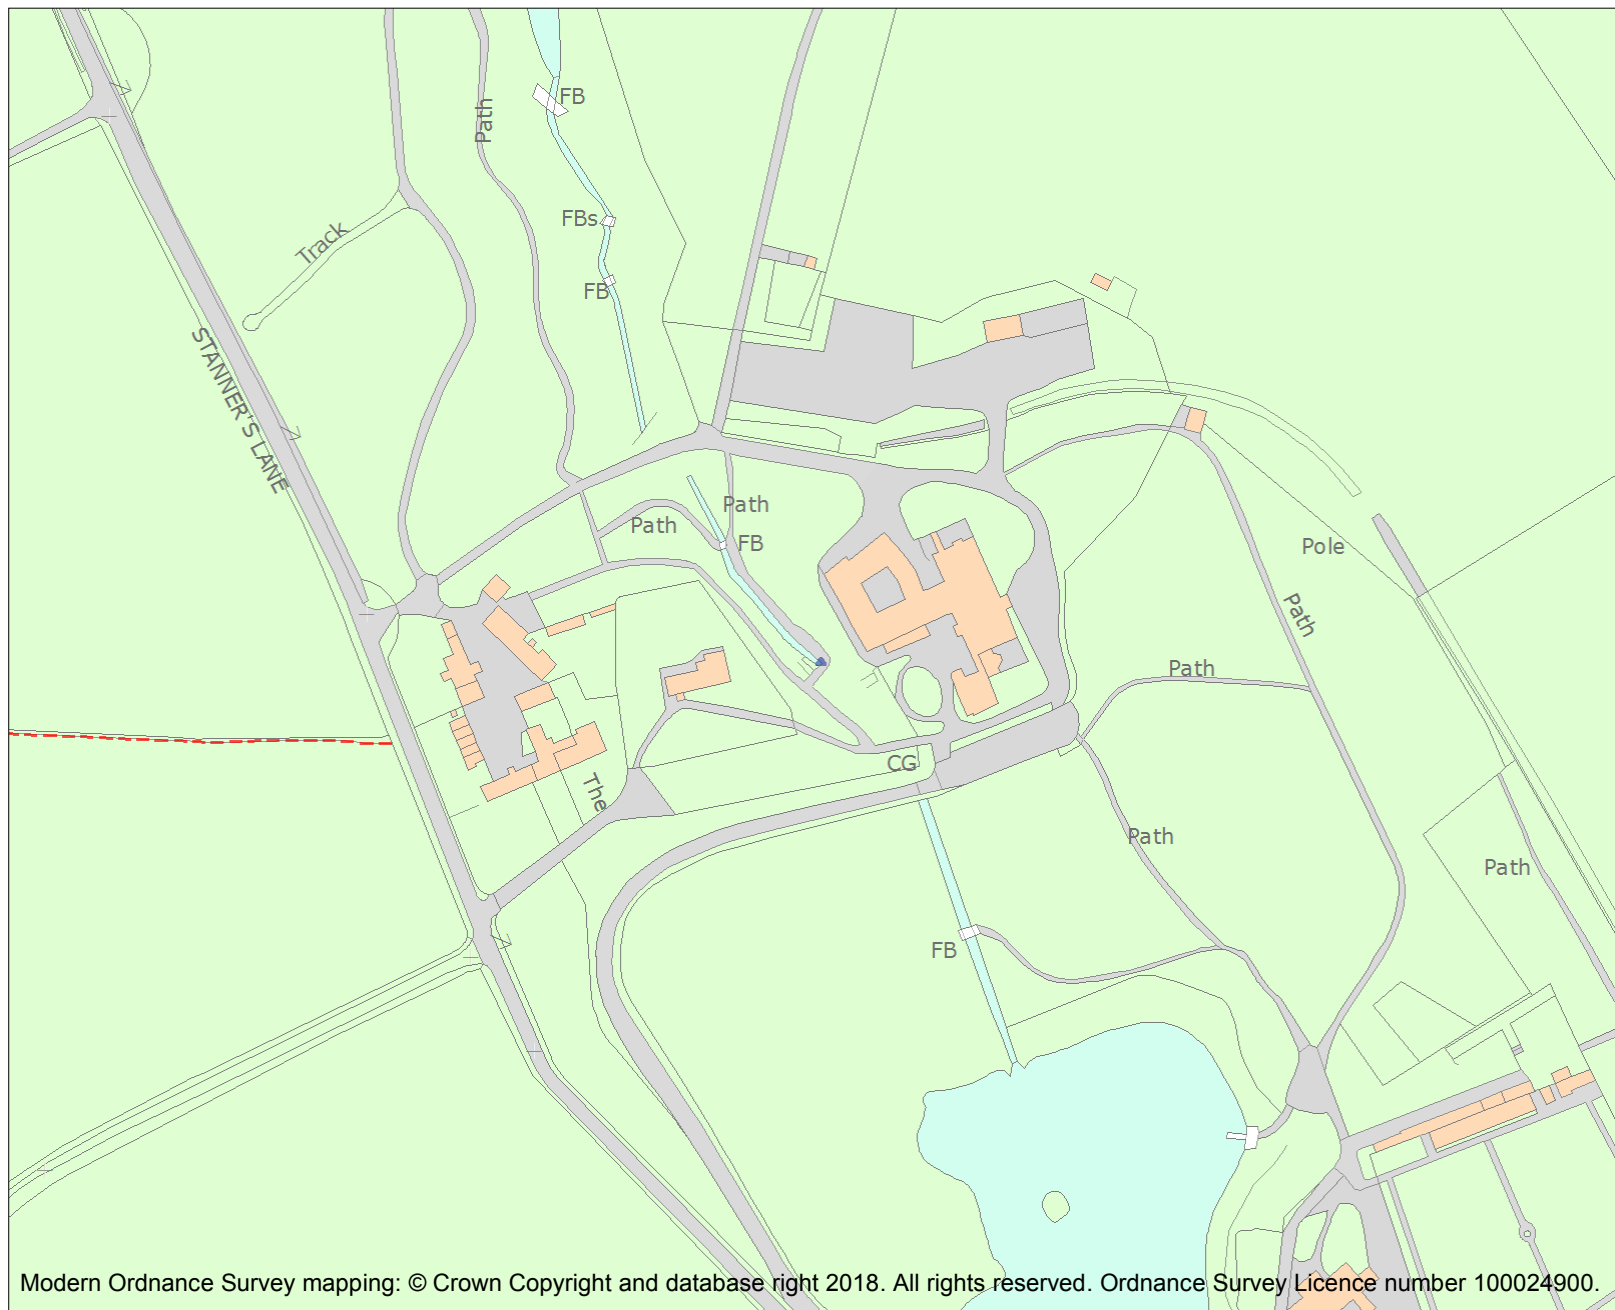 FB
Path
FBs
Track
FB
STANNER'S LANE
Path
Path
FB
Pole
Path
Path
The
CG
Path
Path
FB
Modern Ordnance Survey mapping: © Crown Copyright and database right 2018. All rights reserved. Ordnance Survey Licence number 100024900.